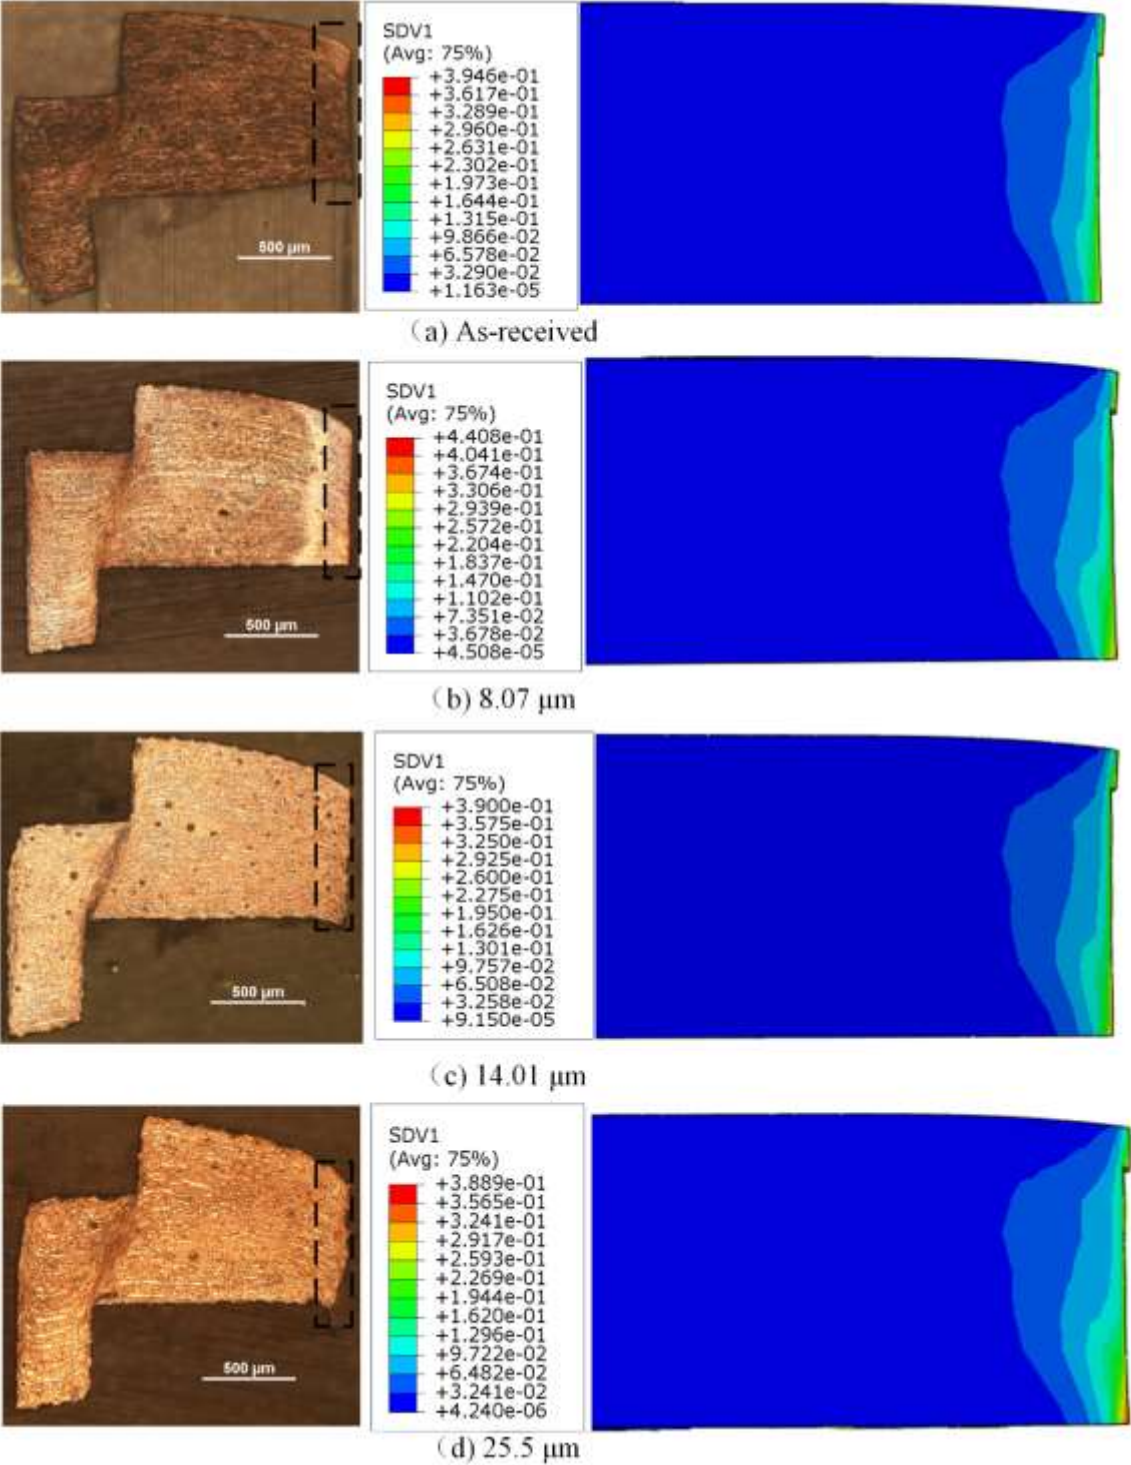 500 μm
SDV1
(Avg: 75%)
+3.946e-01
+3.617e-01
+3.289e-01
+2.960e-01
+2.631e-01
+2.302e-01
+1.973e-01
+1.644e-01
+1.315e-01
+9.866e-02
+6.578e-02
+3.290e-02
+1.163e-05
(a) As-received
500 μm
SDV1
(Avg: 75%)
+4.408e-01
+4.041e-01
+3.674e-01
+3.306e-01
+2.939e-01
+2.572e-01
+2.204e-01
+1.837e-01
+1.470e-01
+1.102e-01
+7.351e-02
+3.678e-02
+4.508e-05
(b) 8.07 μm
500 μm
SDV1
(Avg: 75%)
+3.900e-01
+3.575e-01
+3.250e-01
+2.925e-01
+2.600e-01
+2.275e-01
+1.950e-01
+1.626e-01
+1.301e-01
+9.757e-02
+6.508e-02
+3.258e-02
+9.150e-05
(c) 14.01 μm
500 μm
SDV1
(Avg: 75%)
+3.889e-01
+3.565e-01
+3.241e-01
+2.917e-01
+2.593e-01
+2.269e-01
+1.944e-01
+1.620e-01
+1.296e-01
+9.722e-02
+6.482e-02
+3.241e-02
+4.240e-06
(d) 25.5 μm